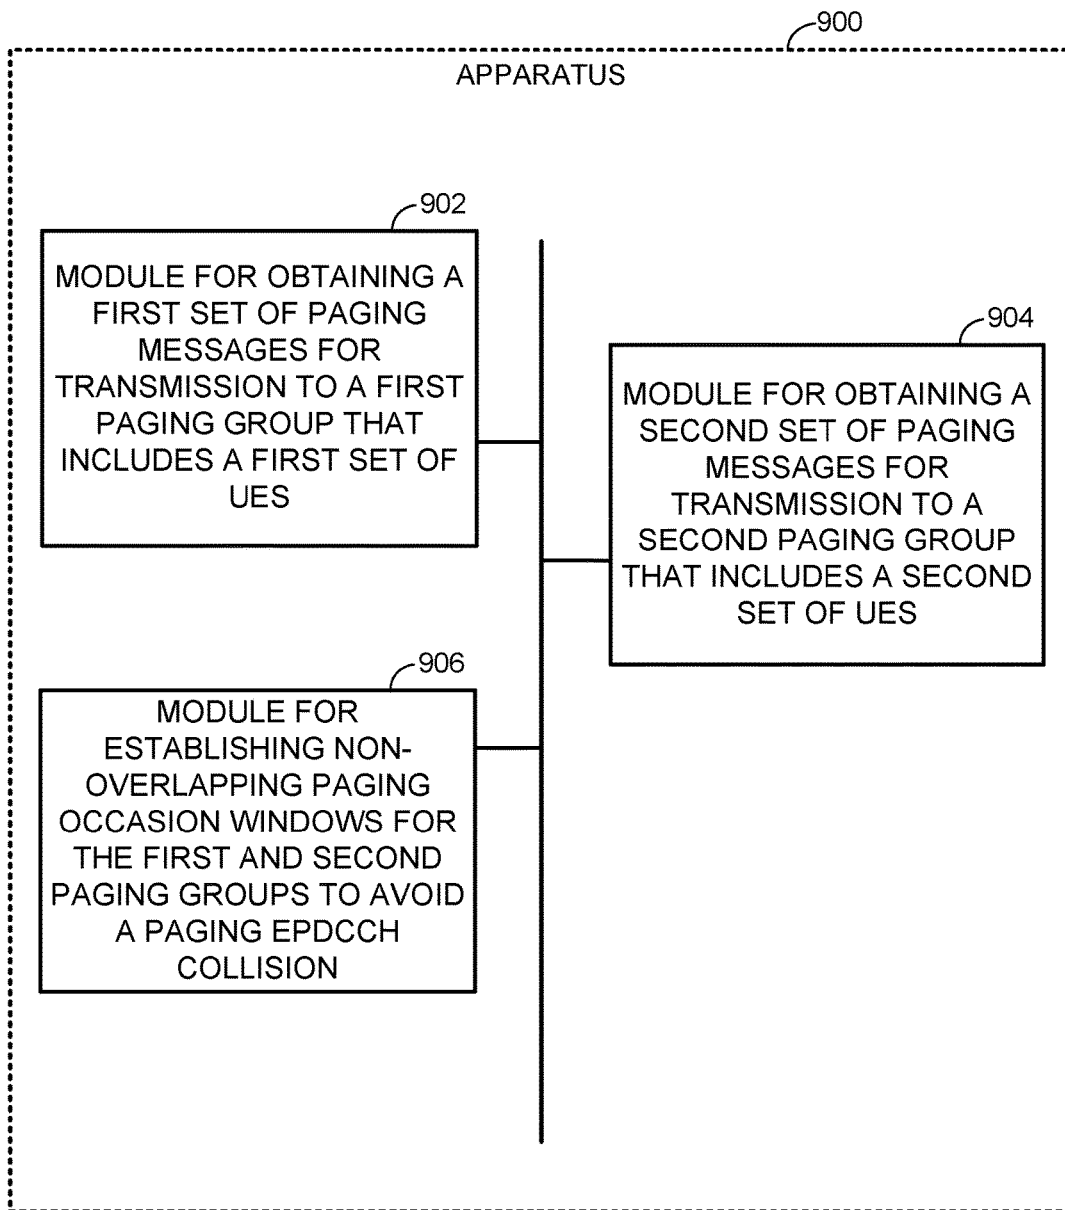 900
APPARATUS
902
MODULE FOR OBTAINING A
FIRST SET OF PAGING
MESSAGES FOR
TRANSMISSION TO A FIRST
PAGING GROUP THAT
INCLUDES A FIRST SET OF
UES
904
MODULE FOR OBTAINING A
SECOND SET OF PAGING
MESSAGES FOR
TRANSMISSION TO A
SECOND PAGING GROUP
THAT INCLUDES A SECOND
SET OF UES
906
MODULE FOR
ESTABLISHING NON-
OVERLAPPING PAGING
OCCASION WINDOWS FOR
THE FIRST AND SECOND
PAGING GROUPS TO AVOID
A PAGING EPDCCH
COLLISION